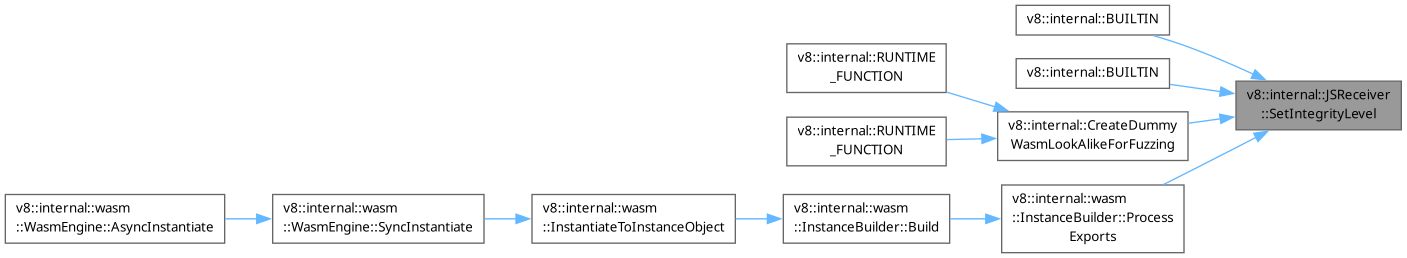 v8::internal::BUILTIN
v8::internal::RUNTIME
_FUNCTION
v8::internal::BUILTIN
v8::internal::JSReceiver
::SetIntegrityLevel
v8::internal::RUNTIME
_FUNCTION
v8::internal::CreateDummy
WasmLookAlikeForFuzzing
v8::internal::wasm
::WasmEngine::AsyncInstantiate
v8::internal::wasm
::WasmEngine::SyncInstantiate
v8::internal::wasm
::InstantiateToInstanceObject
v8::internal::wasm
::InstanceBuilder::Build
v8::internal::wasm
::InstanceBuilder::Process
Exports